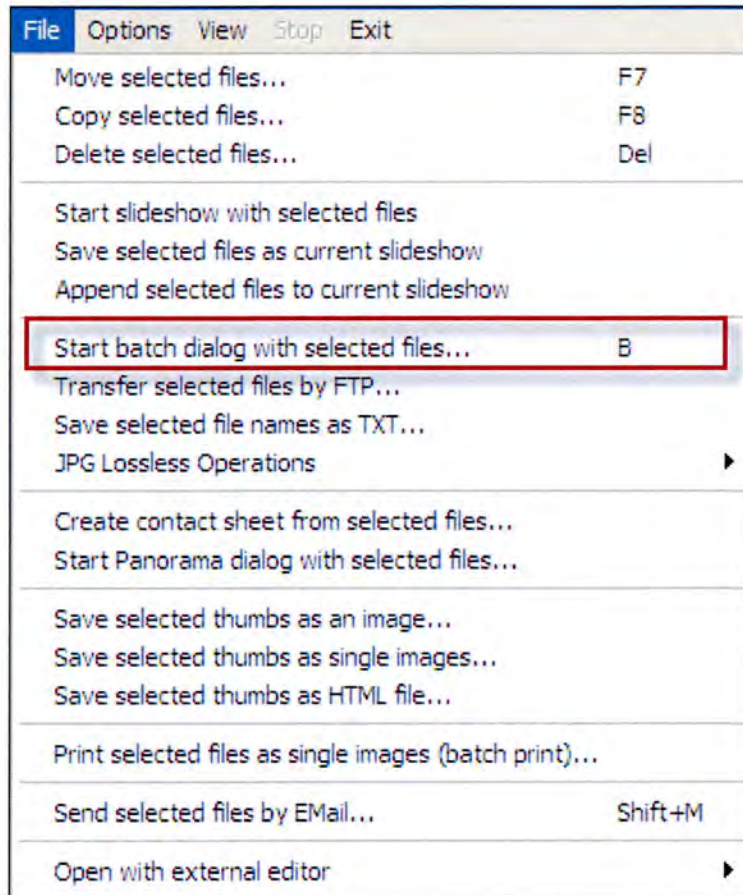 File Options View Stop Exit
Move selected files... F7
Copy selected files... F8
Delete selected files... Del
Start slideshow with selected files
Save selected files as current slideshow
Append selected files to current slideshow
Start batch dialog with selected files... B
Transfer selected files by FTP...
Save selected file names as TXT...
JPG Lossless Operations
Create contact sheet from selected files...
Start Panorama dialog with selected files...
Save selected thumbs as an image...
Save selected thumbs as single images...
Save selected thumbs as HTML file...
Print selected files as single images (batch print)...
Send selected files by EMail... Shift+M
Open with external editor